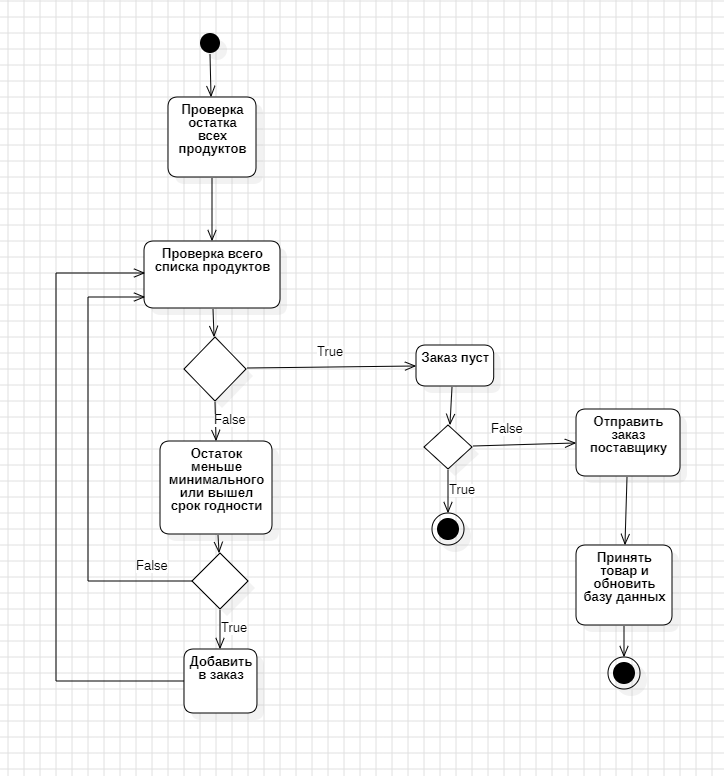 Проверка
остатка
всех
продуктов
Проверка всего
списка продуктов
True
Заказ пуст
False
Остаток
меньше
минимального
или вышел
срок годности
False
Отправить
заказ
поставщику
True
False
True
Принять
товар и
обновить
базу данных
Добавить
в заказ